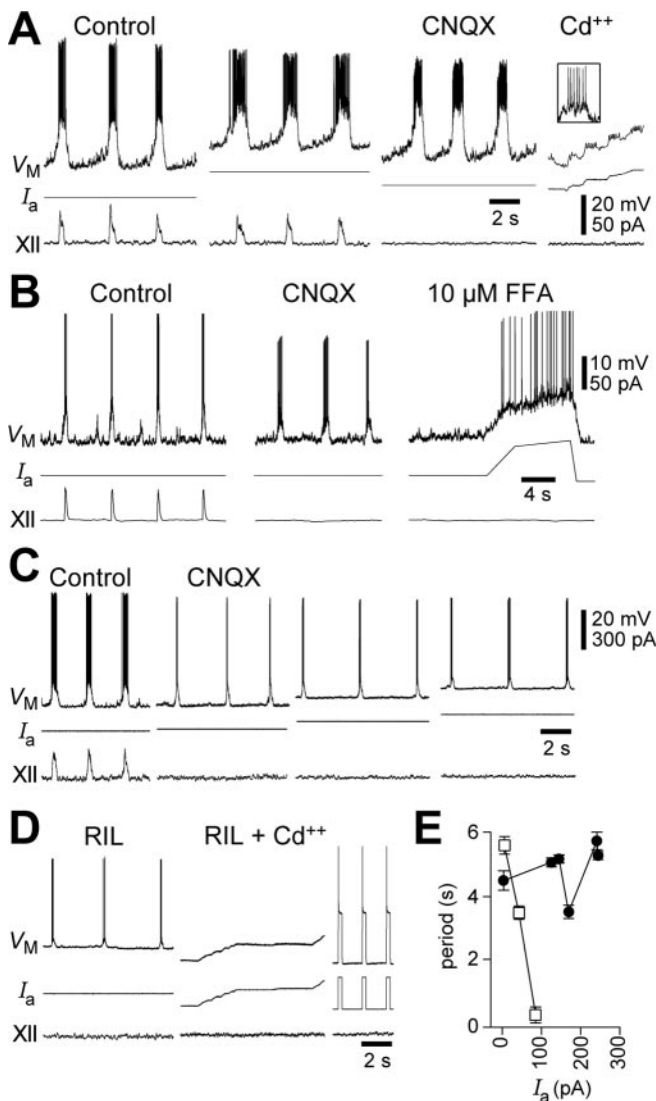 A
Control
CNQX
Cd++
VM
Ia
XII
2 s
20 mV
50 pA
B
Control
CNQX
10 µM FFA
VM
Ia
XII
10 mV
50 pA
4 s
C
Control
CNQX
VM
Ia
XII
20 mV
300 pA
2 s
D
RIL
RIL + Cd++
VM
Ia
XII
2 s
E
period (s)
6
4
2
0
0
100
200
300
Ia (pA)